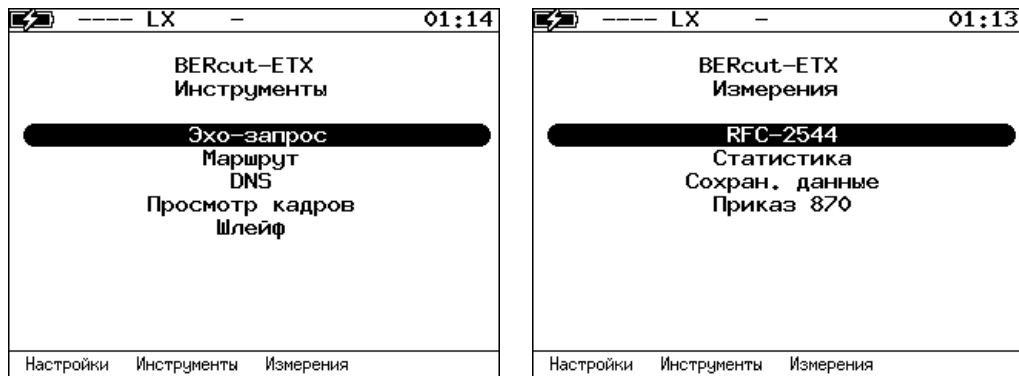 ---- LX – 01:14
BERcut-ETX
Инструменты
Эхо-запрос
Маршрут
DNS
Просмотр кадров
Шлейф
Настройки Инструменты Измерения
---- LX – 01:13
BERcut-ETX
Измерения
RFC-2544
Статистика
Сохран. данные
Приказ 870
Настройки Инструменты Измерения